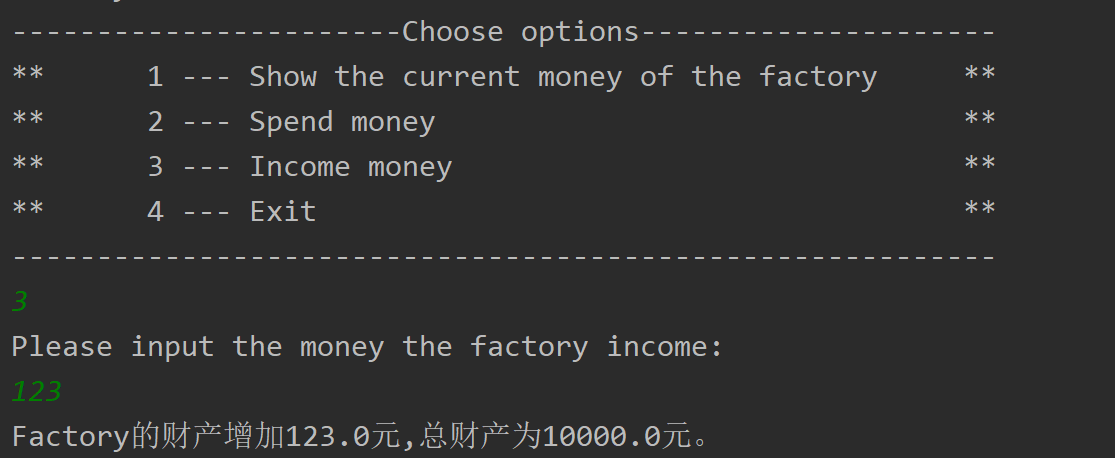 -----------------------Choose options---------------------
**      1 --- Show the current money of the factory     **
**      2 --- Spend money                               **
**      3 --- Income money                              **
**      4 --- Exit                                      **
----------------------------------------------------------
3
Please input the money the factory income:
123
Factory的财产增加123.0元,总财产为10000.0元。